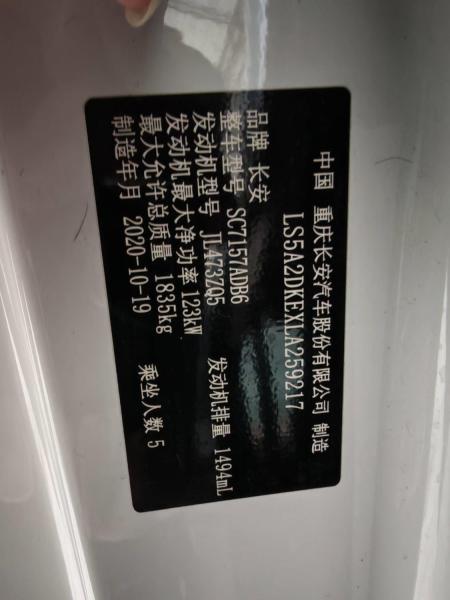 中国 重庆长安汽车股份有限公司 制造
LS5A2DKEXLA259217
品牌 长安
整车型号 SC7157ADB6
发动机型号 JL473ZQ5 发动机排量 1494mL
发动机最大净功率 123kW
最大允许总质量 1835kg
制造年月 2020-10-19 乘坐人数 5